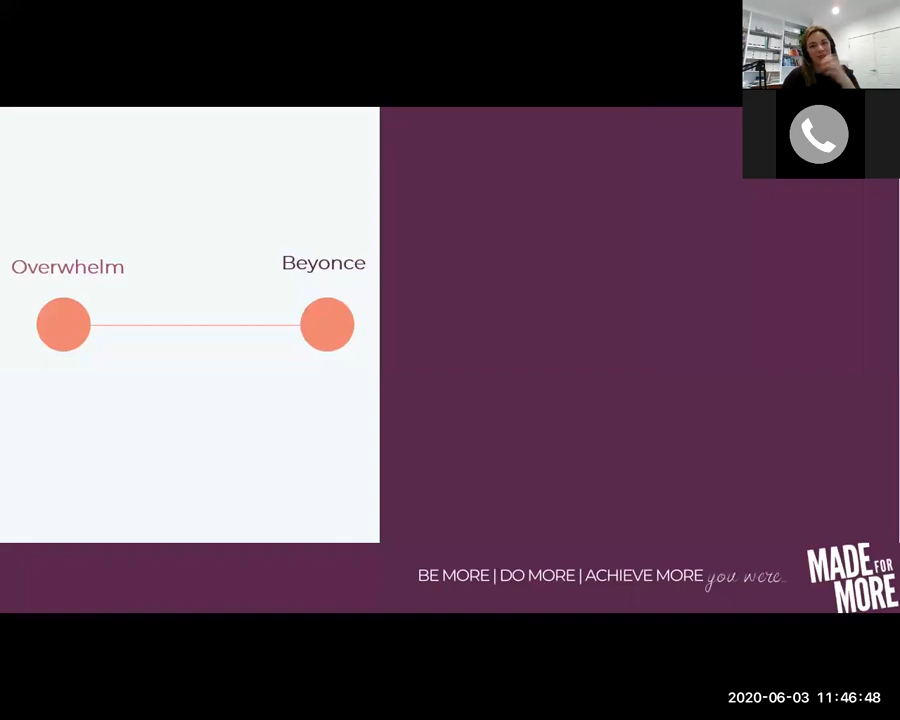 Overwhelm
Beyonce
BE MORE | DO MORE | ACHIEVE MORE you were...
MADE FOR
MORE
2020-06-03 11:46:48